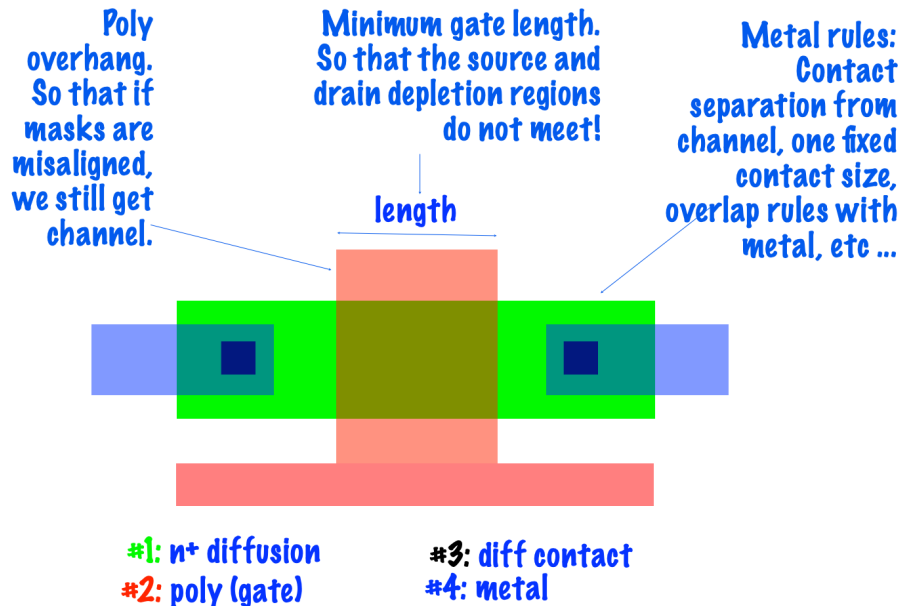 Poly
overhang.
So that if
masks are
misaligned,
we still get
channel.
Minimum gate length.
So that the source and
drain depletion regions
do not meet!
length
Metal rules:
Contact
separation from
channel, one fixed
contact size,
overlap rules with
metal, etc ...
#1: n+ diffusion
#2: poly (gate)
#3: diff contact
#4: metal